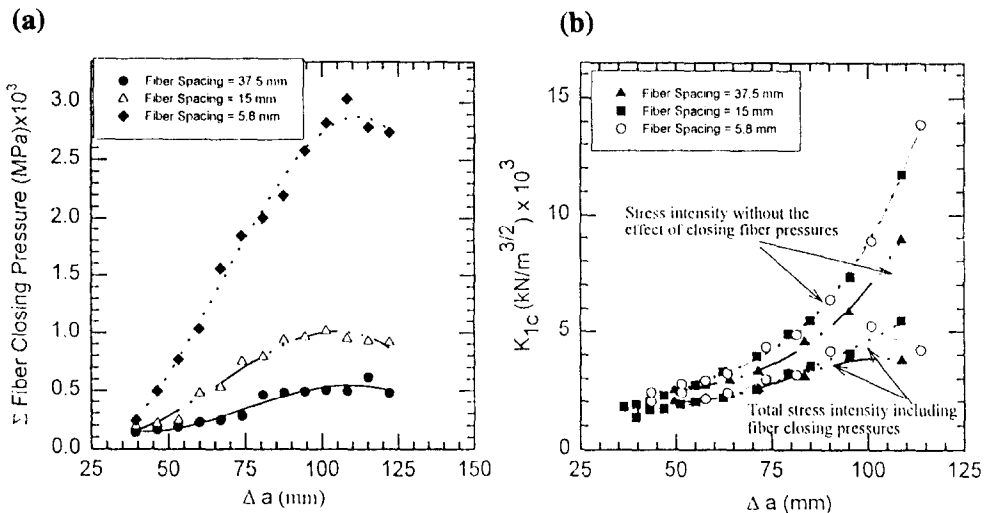 (a)
Fiber Spacing = 37.5 mm
Fiber Spacing = 15 mm
Fiber Spacing = 5.8 mm
Σ Fiber Closing Pressure (MPa)x10³
3.0
2.5
2.0
1.5
1.0
0.5
0.0
25
50
75
100
125
150
Δ a (mm)
(b)
Fiber Spacing = 37.5 mm
Fiber Spacing = 15 mm
Fiber Spacing = 5.8 mm
K1c (kN/m^3/2) x 10³
15
10
5
0
Stress intensity without the
effect of closing fiber pressures
Total stress intensity including
fiber closing pressures
25
50
75
100
125
Δ a (mm)